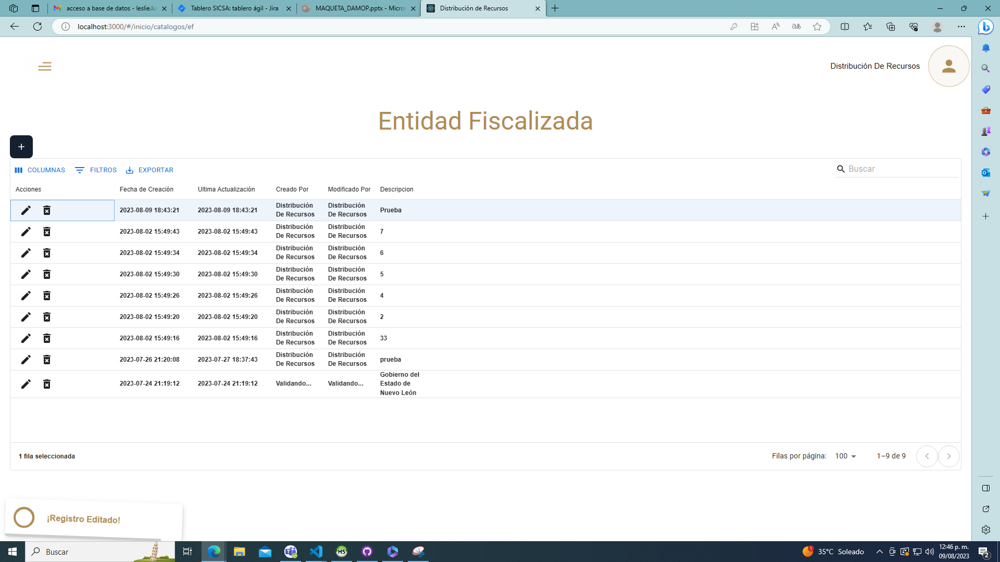 acceso a base de datos - leslie.lu
Tablero SICSA: tablero ágil - Jira
MAQUETA_DAMOP.pptx - Micros
Distribución de Recursos
localhost:3000/#/inicio/catalogos/ef
Distribución De Recursos
Entidad Fiscalizada
+
COLUMNAS FILTROS EXPORTAR Buscar
Acciones Fecha de Creación Ultima Actualización Creado Por Modificado Por Descripcion
2023-08-09 18:43:21 2023-08-09 18:43:21 Distribución De Recursos Distribución De Recursos Prueba
2023-08-02 15:49:43 2023-08-02 15:49:43 Distribución De Recursos Distribución De Recursos 7
2023-08-02 15:49:34 2023-08-02 15:49:34 Distribución De Recursos Distribución De Recursos 6
2023-08-02 15:49:30 2023-08-02 15:49:30 Distribución De Recursos Distribución De Recursos 5
2023-08-02 15:49:26 2023-08-02 15:49:26 Distribución De Recursos Distribución De Recursos 4
2023-08-02 15:49:20 2023-08-02 15:49:20 Distribución De Recursos Distribución De Recursos 2
2023-08-02 15:49:16 2023-08-02 15:49:16 Distribución De Recursos Distribución De Recursos 33
2023-07-26 21:20:08 2023-07-27 18:37:43 Distribución De Recursos Distribución De Recursos prueba
2023-07-24 21:19:12 2023-07-24 21:19:12 Validando... Validando... Gobierno del Estado de Nuevo León
1 fila seleccionada Filas por página: 100 1–9 de 9
¡Registro Editado!
Buscar
HS
1
35°C Soleado
12:46 p. m.
09/08/2023
2